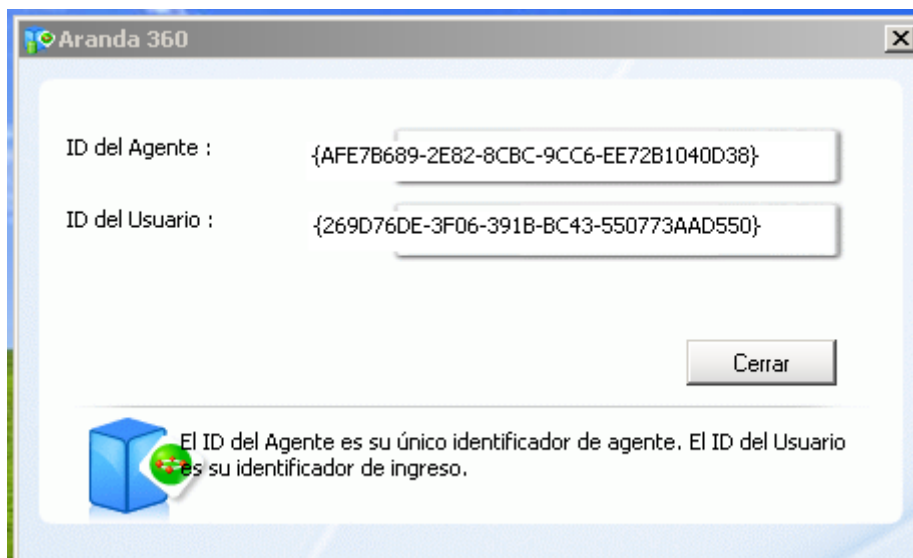 Aranda 360
ID del Agente : {AFE7B689-2E82-8CBC-9CC6-EE72B1040D38}
ID del Usuario : {269D76DE-3F06-391B-BC43-550773AAD550}
Cerrar
El ID del Agente es su único identificador de agente. El ID del Usuario
es su identificador de ingreso.